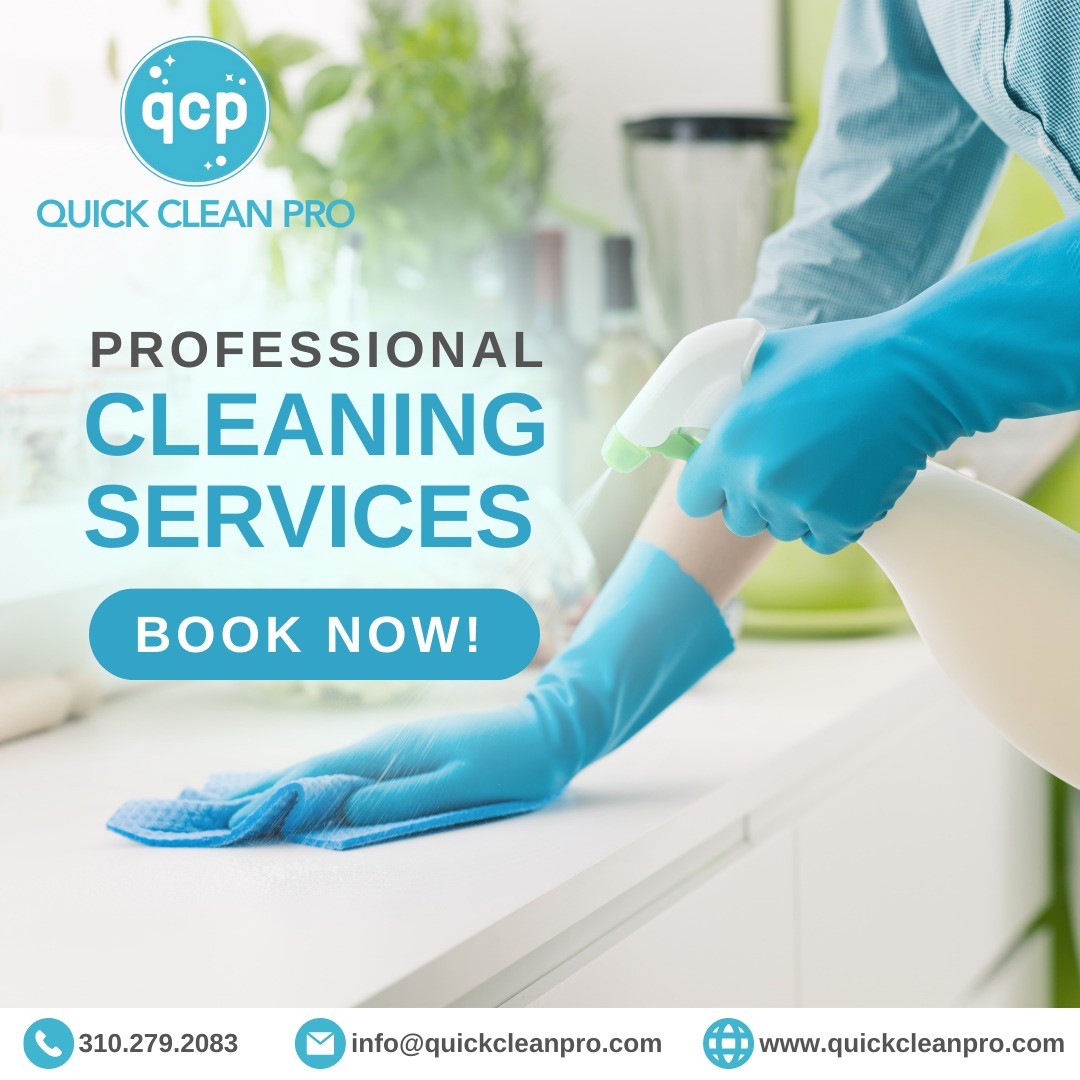 qcp
QUICK CLEAN PRO
PROFESSIONAL
CLEANING
SERVICES
BOOK NOW!
310.279.2083
info@quickcleanpro.com
www.quickcleanpro.com